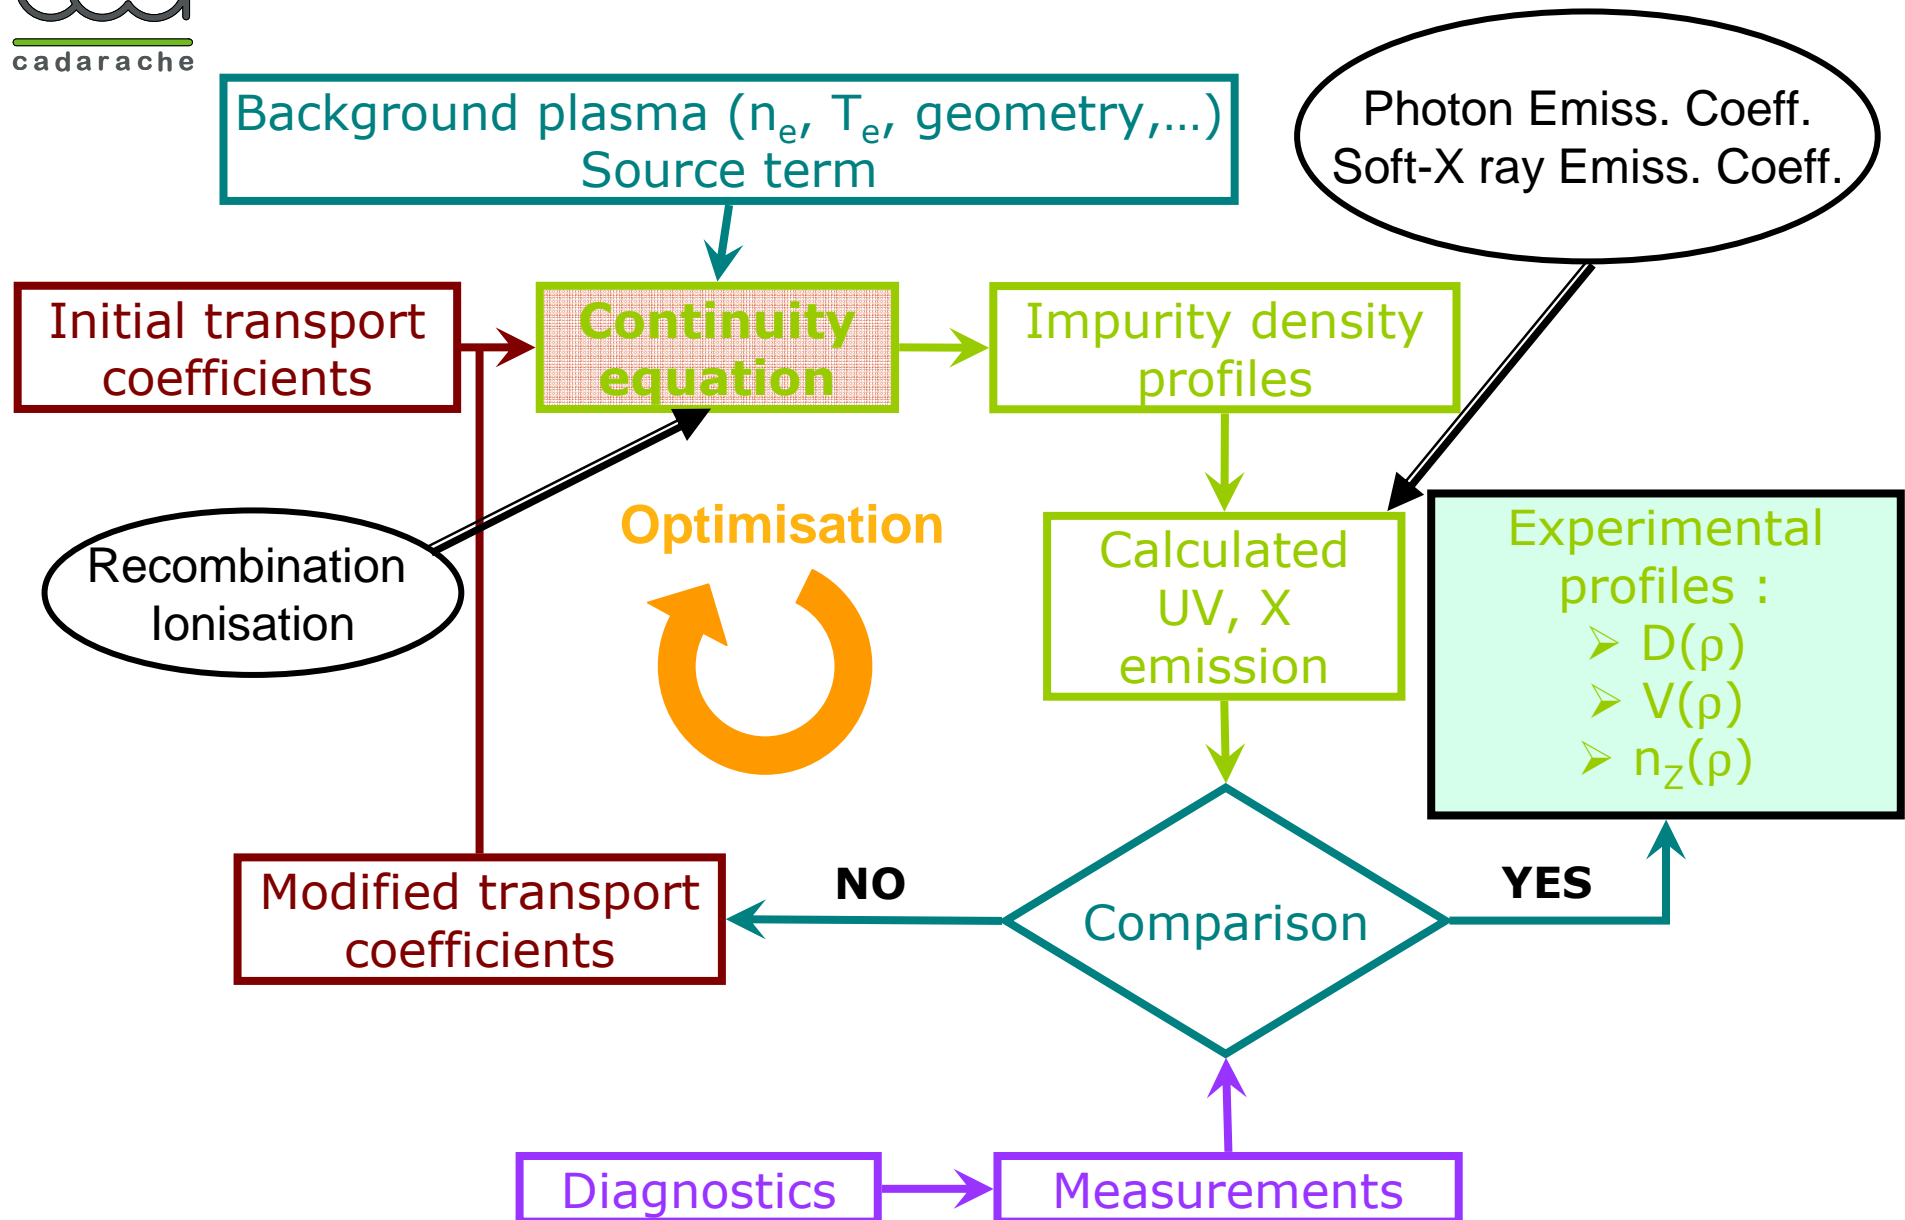 cadarache
Background plasma (nₑ, Tₑ, geometry,...)
Source term
Photon Emiss. Coeff.
Soft-X ray Emiss. Coeff.
Initial transport
coefficients
Continuity
equation
Impurity density
profiles
Recombination
Ionisation
Optimisation
Calculated
UV, X
emission
Experimental
profiles :
➢ D(ρ)
➢ V(ρ)
➢ n_Z(ρ)
Modified transport
coefficients
NO
Comparison
YES
Diagnostics
Measurements